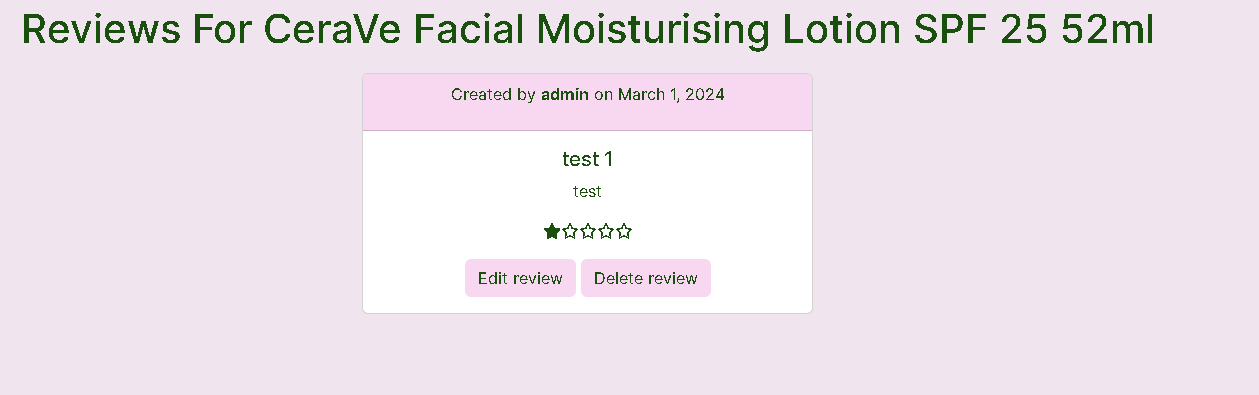 Reviews For CeraVe Facial Moisturising Lotion SPF 25 52ml
Created by admin on March 1, 2024
test 1
test
Edit review Delete review